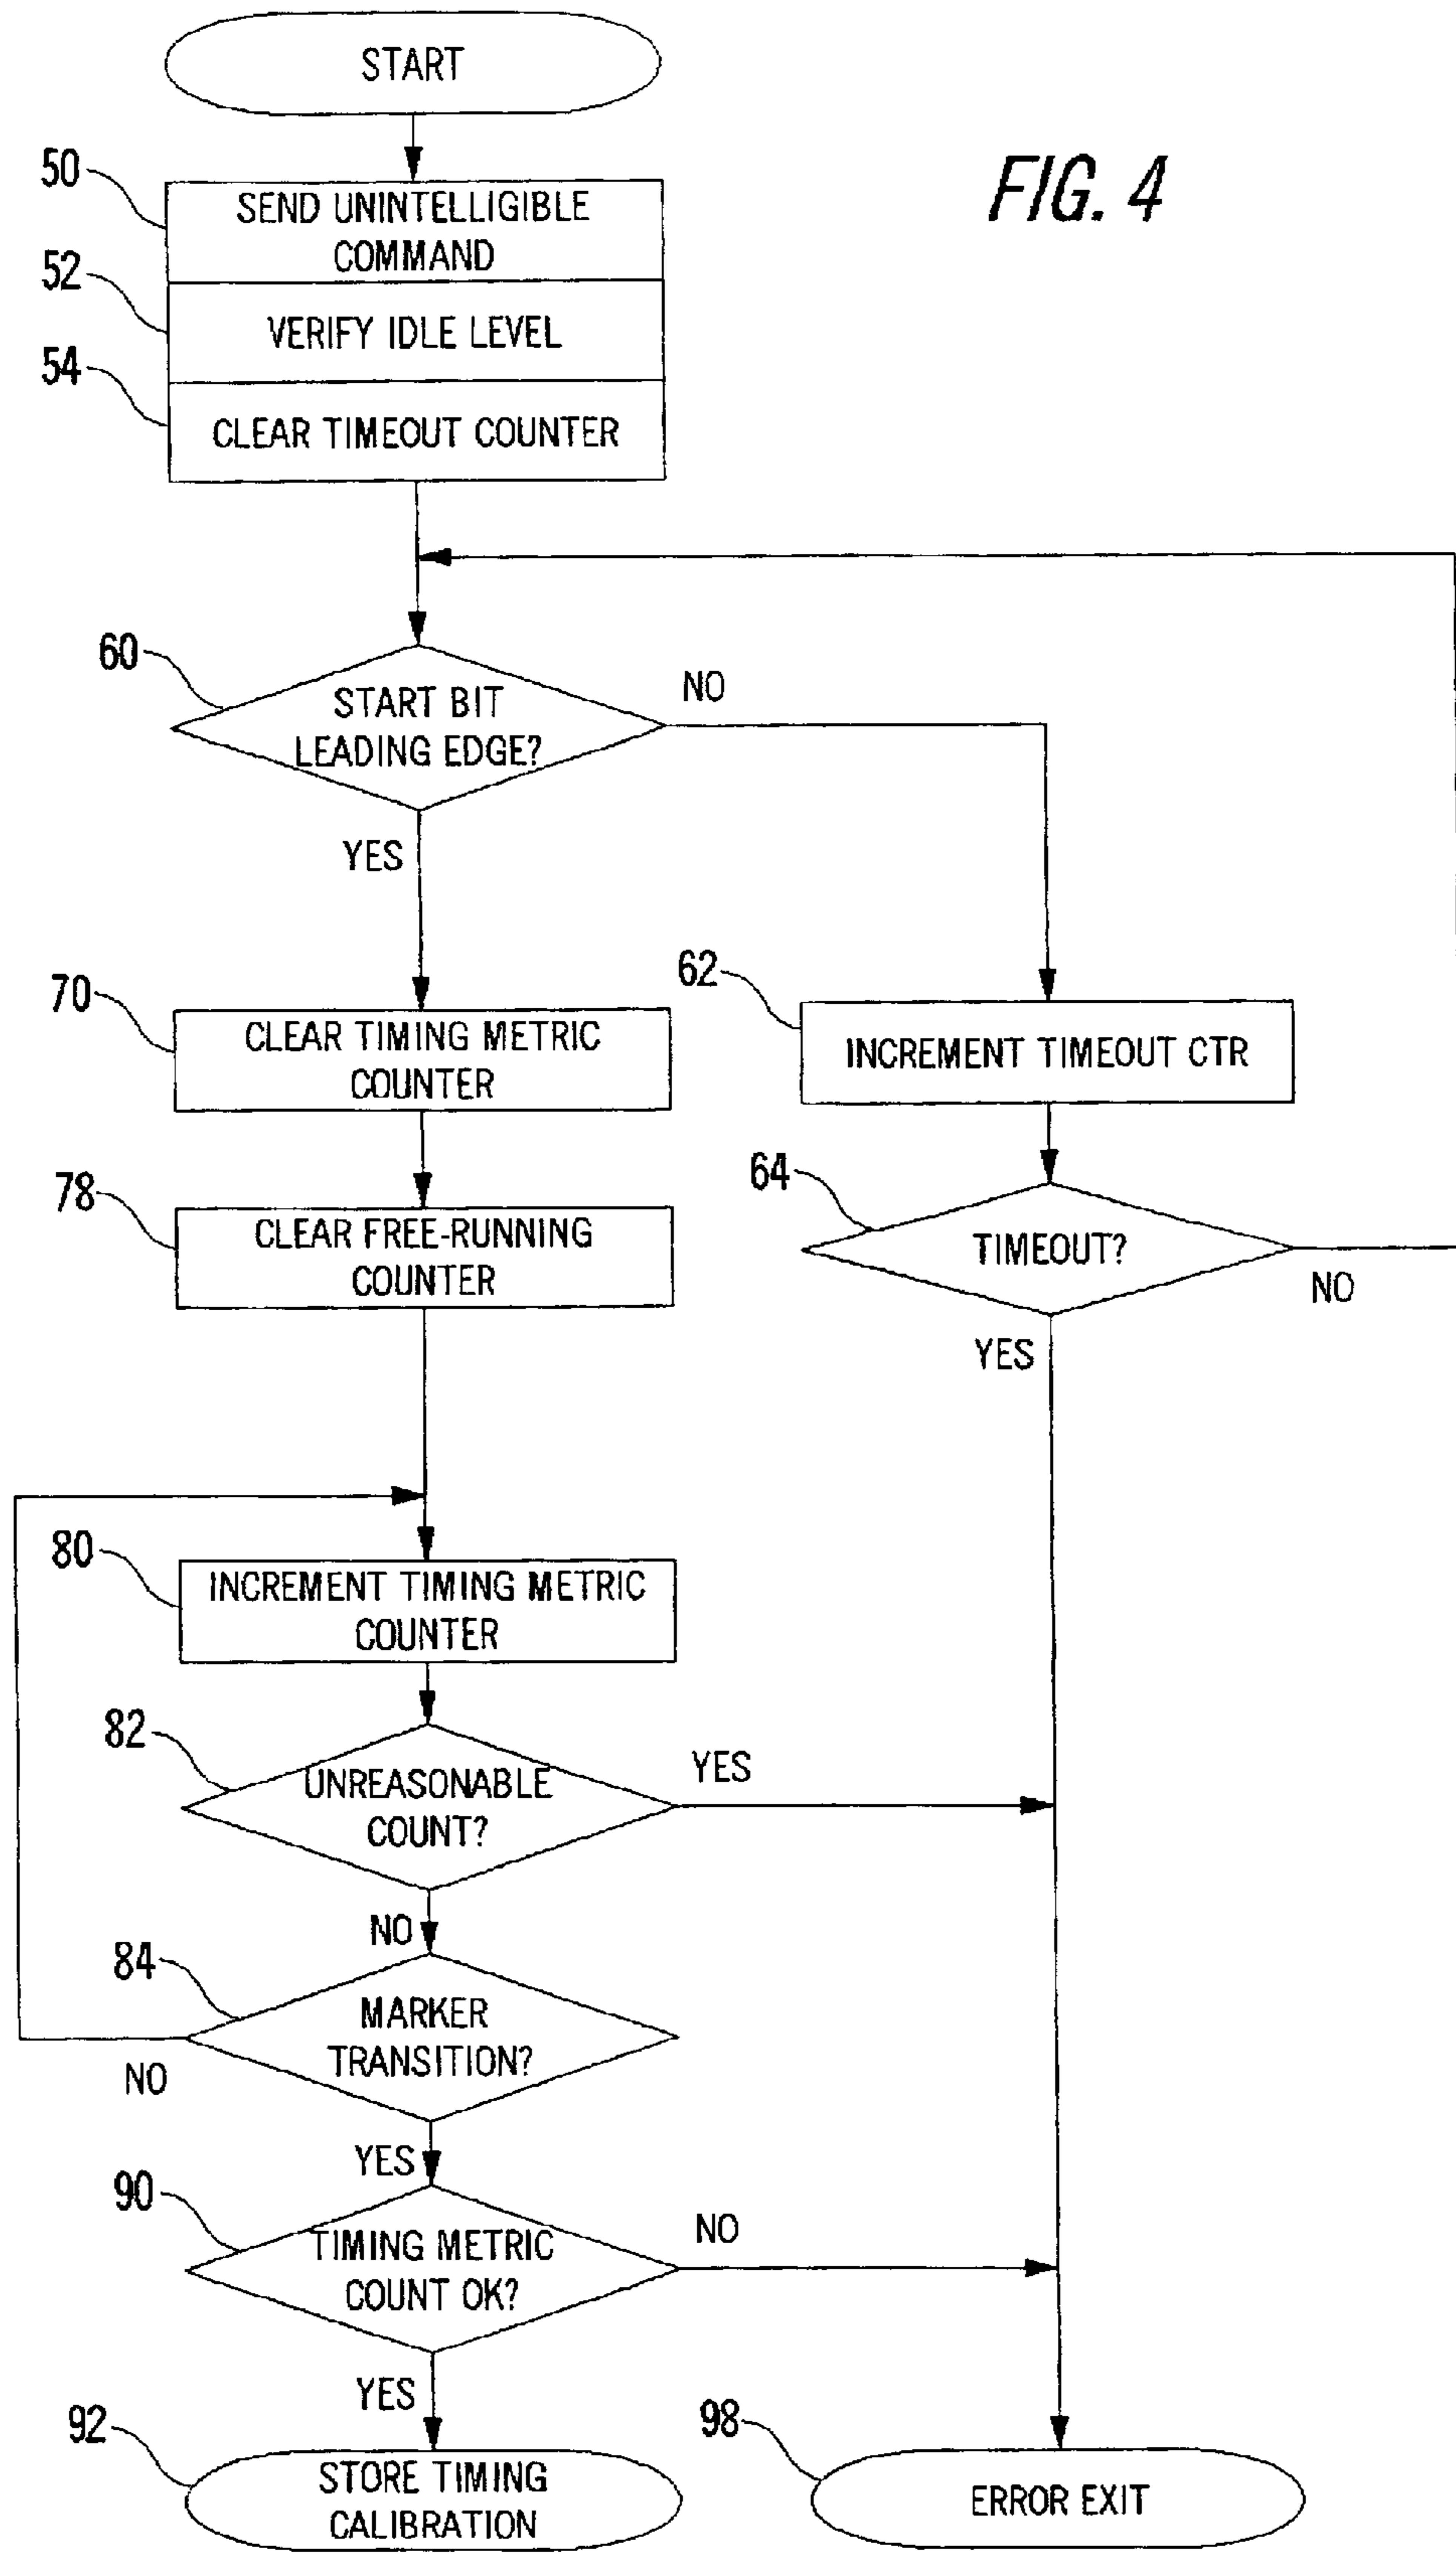 START
FIG. 4
50
SEND UNINTELLIGIBLE
COMMAND
52
VERIFY IDLE LEVEL
54
CLEAR TIMEOUT COUNTER
60
START BIT
LEADING EDGE?
NO
YES
70
CLEAR TIMING METRIC
COUNTER
62
INCREMENT TIMEOUT CTR
78
CLEAR FREE-RUNNING
COUNTER
64
TIMEOUT?
NO
YES
80
INCREMENT TIMING METRIC
COUNTER
82
UNREASONABLE
COUNT?
YES
NO
84
MARKER
TRANSITION?
NO
YES
90
TIMING METRIC
COUNT OK?
NO
YES
92
STORE TIMING
CALIBRATION
98
ERROR EXIT